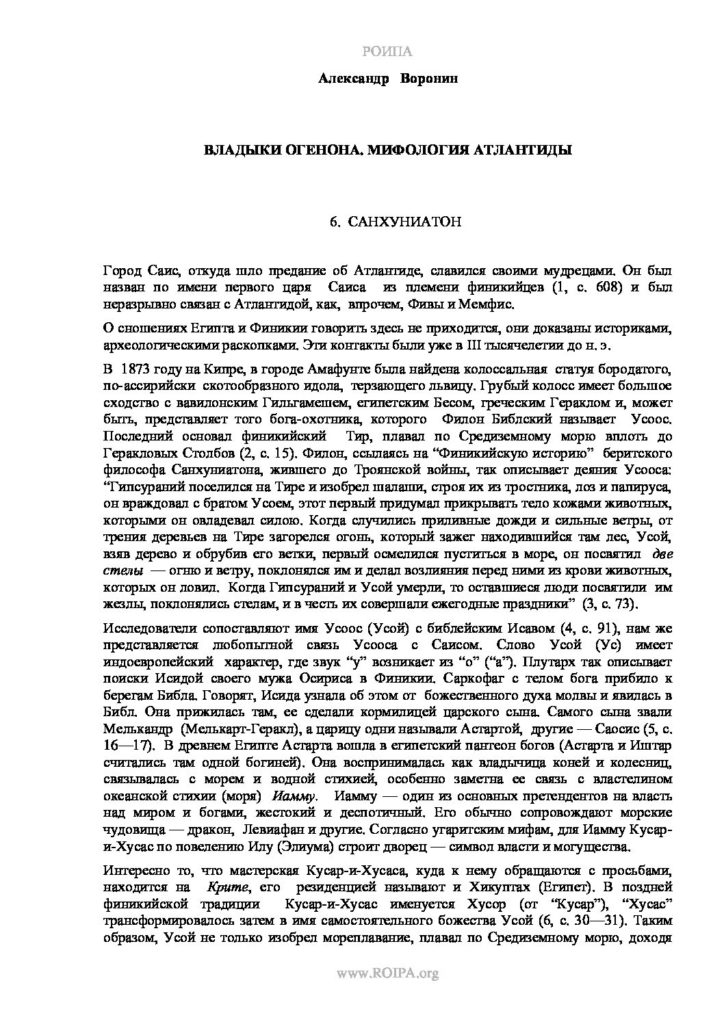 РОИПА
Александр Воронин
ВЛАДЫКИ ОГЕНОНА. МИФОЛОГИЯ АТЛАНТИДЫ
6. САНХУНИАТОН
Город Саис, откуда шло предание об Атлантиде, славился своими мудрецами. Он был
назван по имени первого царя Саиса из племени финикийцев (1, с. 608) и был
неразрывно связан с Атлантидой, как, впрочем, Фивы и Мемфис.
О сношениях Египта и Финикии говорить здесь не приходится, они доказаны историками,
археологическими раскопками. Эти контакты были уже в III тысячелетии до н. э.
В 1873 году на Кипре, в городе Амафунте была найдена колоссальная статуя бородатого,
по-ассирийски скотообразного идола, терзающего львицу. Грубый колосс имеет большое
сходство с вавилонским Гильгамешем, египетским Бесом, греческим Гераклом и, может
быть, представляет того бога-охотника, которого Филон Библский называет Усоос.
Последний основал финикийский Тир, плавал по Средиземному морю вплоть до
Геракловых Столбов (2, с. 15). Филон, ссылаясь на “Финикийскую историю” беритского
философа Санхуниатона, жившего до Троянской войны, так описывает деяния Усооса:
“Гипсураний поселился на Тире и изобрел шалаши, строя их из тростника, лоз и папируса,
он враждовал с братом Усоем, этот первый придумал прикрывать тело кожами животных,
которыми он овладевал силою. Когда случились приливные дожди и сильные ветры, от
трения деревьев на Тире загорелся огонь, который зажег находившийся там лес, Усой,
взяв дерево и обрубив его ветки, первый осмелился пуститься в море, он посвятил две
стелы — огню и ветру, поклонялся им и делал возлияния перед ними из крови животных,
которых он ловил. Когда Гипсураний и Усой умерли, то оставшиеся люди посвятили им
жезлы, поклонялись стелам, и в честь их совершали ежегодные праздники” (3, с. 73).
Исследователи сопоставляют имя Усоос (Усой) с библейским Исавом (4, с. 91), нам же
представляется любопытной связь Усооса с Саисом. Слово Усой (Ус) имеет
индоевропейский характер, где звук “у” возникает из “о” (“а”). Плутарх так описывает
поиски Исидой своего мужа Осириса в Финикии. Саркофаг с телом бога прибило к
берегам Библа. Говорят, Исида узнала об этом от божественного духа молвы и явилась в
Библ. Она прижилась там, ее сделали кормилицей царского сына. Самого сына звали
Мелькандр (Мелькарт-Геракл), а царицу одни называли Астартой, другие — Саосис (5, с.
16—17). В древнем Египте Астарта вошла в египетский пантеон богов (Астарта и Иштар
считались там одной богиней). Она воспринималась как владычица коней и колесниц,
связывалась с морем и водной стихией, особенно заметна ее связь с властелином
океанской стихии (моря) Иамму. Иамму — один из основных претендентов на власть
над миром и богами, жестокий и деспотичный. Его обычно сопровождают морские
чудовища — дракон, Левиафан и другие. Согласно угаритским мифам, для Иамму Кусар-
и-Хусас по повелению Илу (Элиума) строит дворец — символ власти и могущества.
Интересно то, что мастерская Кусар-и-Хусаса, куда к нему обращаются с просьбами,
находится на Крите, его резиденцией называют и Хикуптах (Египет). В поздней
финикийской традиции Кусар-и-Хусас именуется Хусор (от “Кусар”), “Хусас”
трансформировалось затем в имя самостоятельного божества Усой (6, с. 30—31). Таким
образом, Усой не только изобрел мореплавание, плавал по Средиземному морю, доходя
www.ROIPA.org